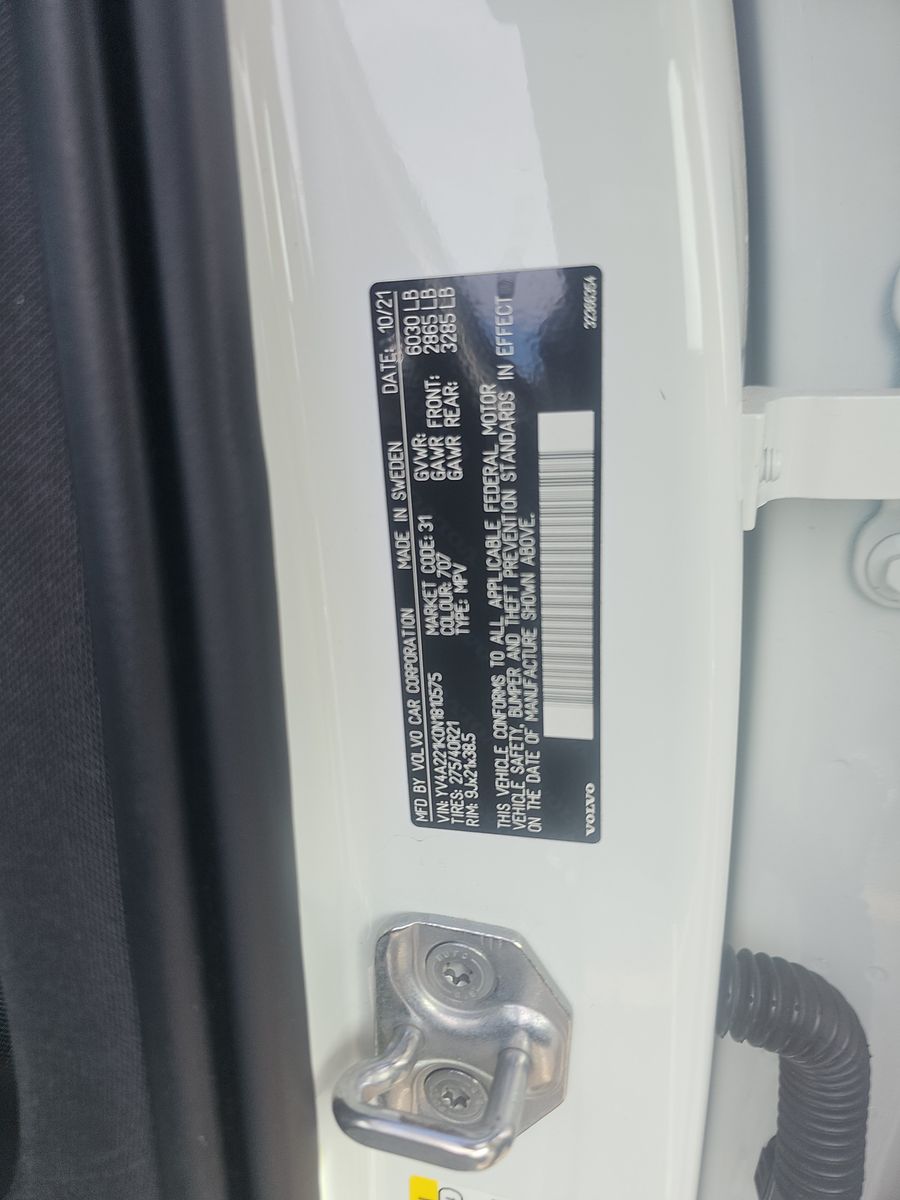 MFD BY VOLVO CAR CORPORATION MADE IN SWEDEN DATE: 10/21
VIN: YV4A221K0N1810575 MARKET CODE: 31 GVWR: 6030 LB
TIRES: 275/40R21 COLOUR: 707 GAWR FRONT: 2865 LB
RIM: 9Jx21x38.5 TYPE: MPV GAWR REAR: 3285 LB
THIS VEHICLE CONFORMS TO ALL APPLICABLE FEDERAL MOTOR
VEHICLE SAFETY, BUMPER AND THEFT PREVENTION STANDARDS IN EFFECT
ON THE DATE OF MANUFACTURE SHOWN ABOVE.
VOLVO 32366354